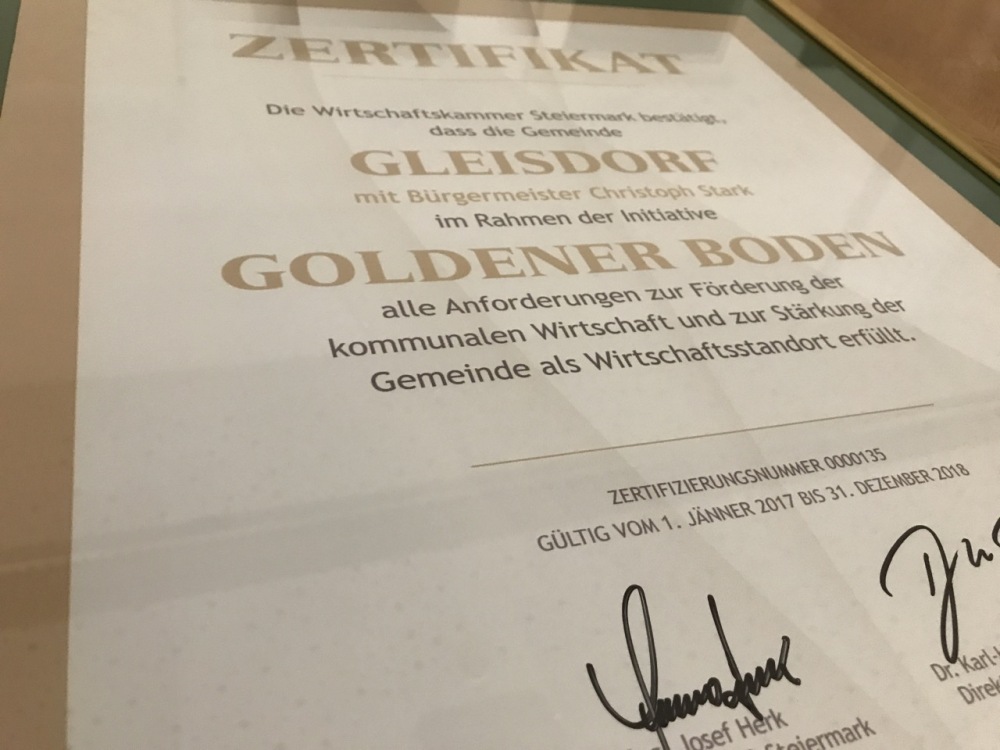 ZERTIFIKAT
Die Wirtschaftskammer Steiermark bestätigt,
dass die Gemeinde
GLEISDORF
mit Bürgermeister Christoph Stark
im Rahmen der Initiative
GOLDENER BODEN
alle Anforderungen zur Förderung der
kommunalen Wirtschaft und zur Stärkung der
Gemeinde als Wirtschaftsstandort erfüllt.
ZERTIFIZIERUNGSNUMMER 0000135
GÜLTIG VOM 1. JÄNNER 2017 BIS 31. DEZEMBER 2018
Josef Herk
Steiermark
Dr. Karl-
Direk